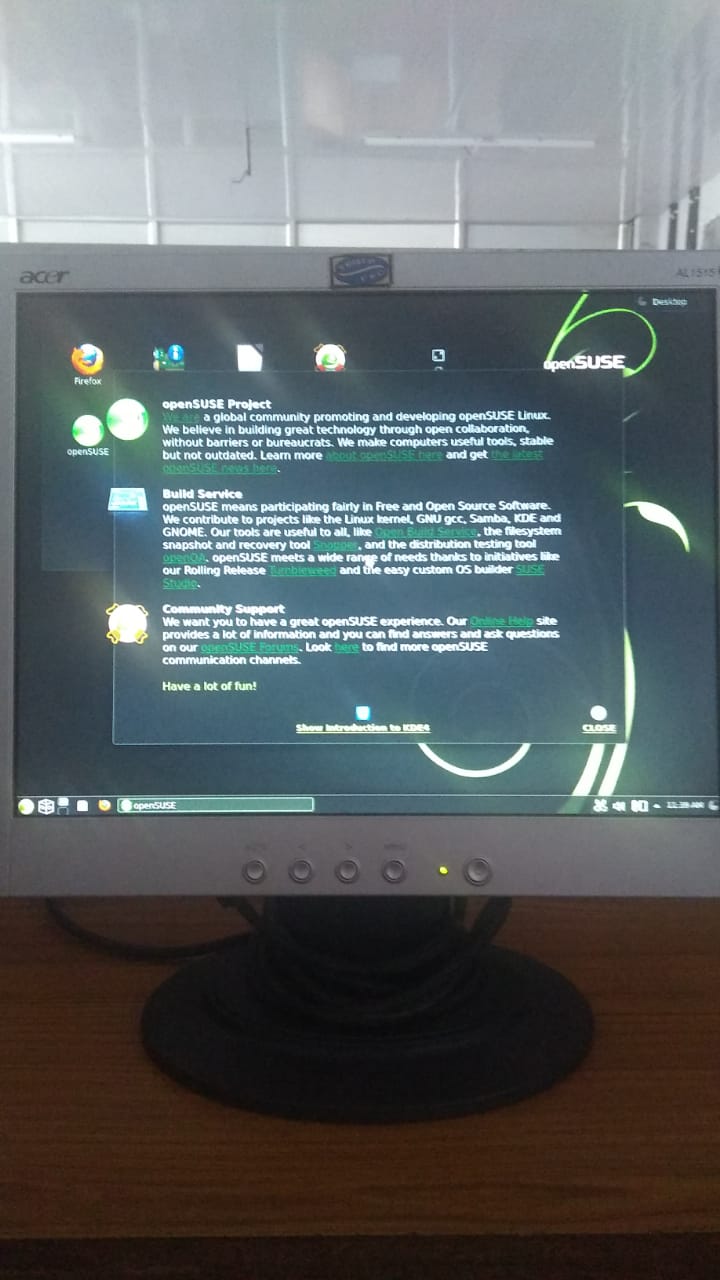 acer
AL1515
Desktop
openSUSE
Firefox
openSUSE
openSUSE Project
We are a global community promoting and developing openSUSE Linux.
We believe in building great technology through open collaboration,
without barriers or bureaucrats. We make computers useful tools, stable
but not outdated. Learn more about openSUSE here and get the latest
openSUSE news here.
Build Service
openSUSE means participating fairly in Free and Open Source Software.
We contribute to projects like the Linux kernel, GNU gcc, Samba, KDE and
GNOME. Our tools are useful to all, like Open Build Service, the filesystem
snapshot and recovery tool Snapper, and the distribution testing tool
openQA. openSUSE meets a wide range of needs thanks to initiatives like
our Rolling Release Tumbleweed and the easy custom OS builder SUSE
Studio.
Community Support
We want you to have a great openSUSE experience. Our Online Help site
provides a lot of information and you can find answers and ask questions
on our openSUSE Forums. Look here to find more openSUSE
communication channels.
Have a lot of fun!
Show Introduction to KDE4
CLOSE
openSUSE
AUTO < > MENU